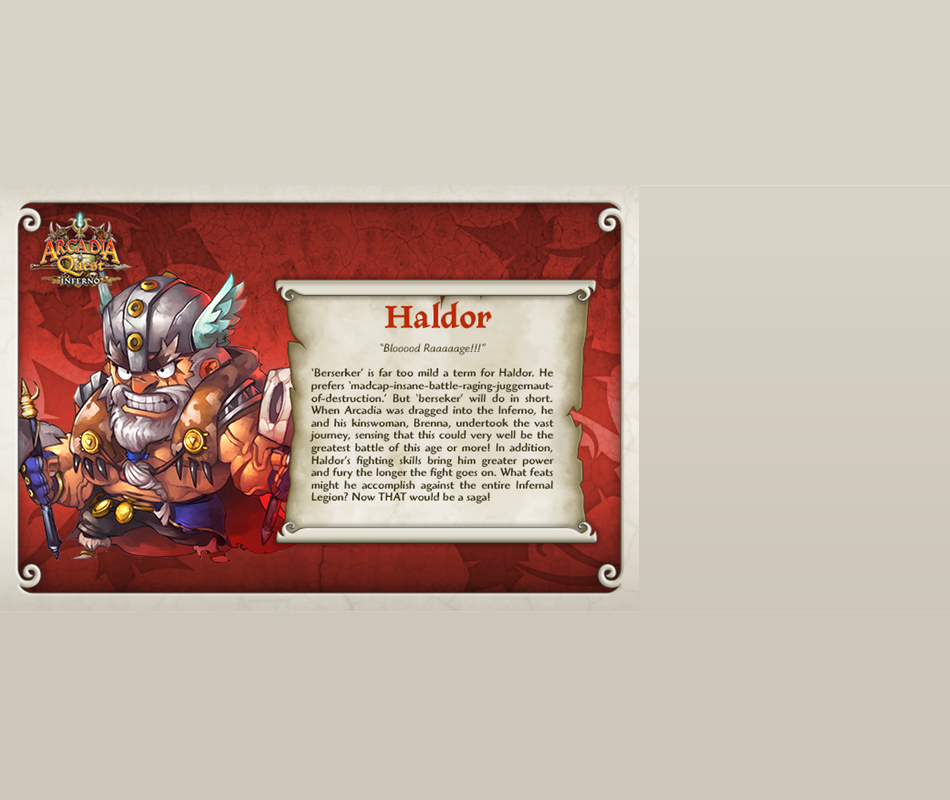 ARCADIA
Quest
INFERNO
Haldor
"Blooood Raaaaage!!!"
'Berserker' is far too mild a term for Haldor. He
prefers 'madcap-insane-battle-raging-juggernaut-
of-destruction.' But 'berseker' will do in short.
When Arcadia was dragged into the Inferno, he
and his kinswoman, Brenna, undertook the vast
journey, sensing that this could very well be the
greatest battle of this age or more! In addition,
Haldor's fighting skills bring him greater power
and fury the longer the fight goes on. What feats
might he accomplish against the entire Infernal
Legion? Now THAT would be a saga!